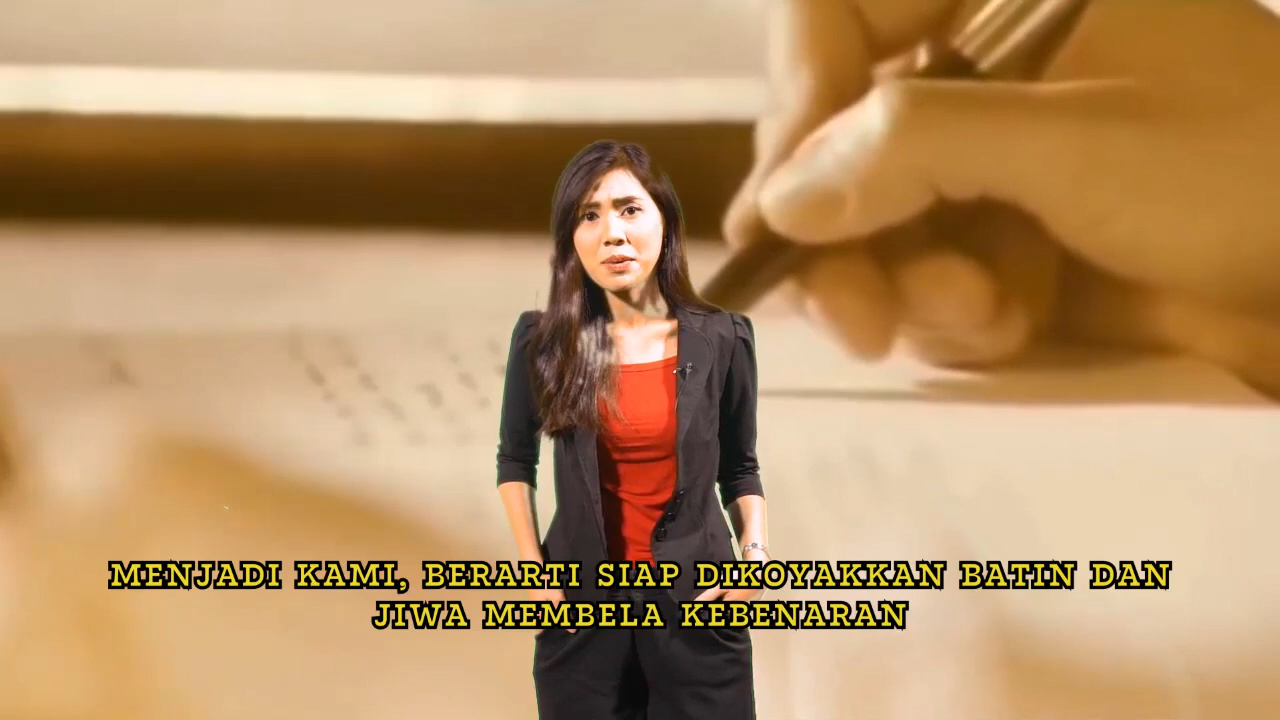 MENJADI KAMI, BERARTI SIAP DIKOYAKKAN BATIN DAN
JIWA MEMBELA KEBENARAN